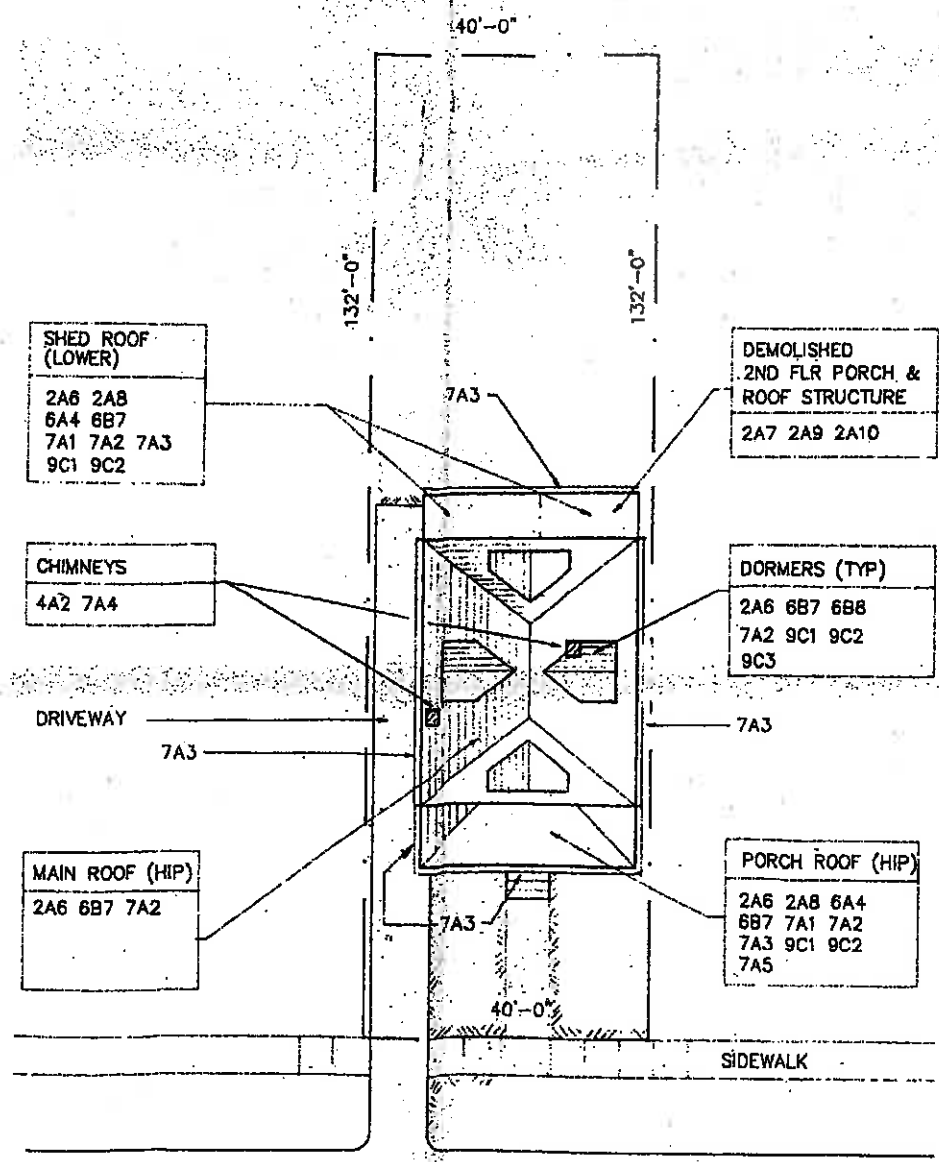 40'-0"
132'-0"
132'-0"
SHED ROOF
(LOWER)
2A6 2A8
6A4 6B7
7A1 7A2 7A3
9C1 9C2
7A3
DEMOLISHED
2ND FLR PORCH &
ROOF STRUCTURE
2A7 2A9 2A10
CHIMNEYS
4A2 7A4
DORMERS (TYP)
2A6 6B7 6B8
7A2 9C1 9C2
9C3
DRIVEWAY
7A3
7A3
MAIN ROOF (HIP)
2A6 6B7 7A2
PORCH ROOF (HIP)
2A6 2A8 6A4
6B7 7A1 7A2
7A3 9C1 9C2
7A5
7A3
40'-0"
SIDEWALK